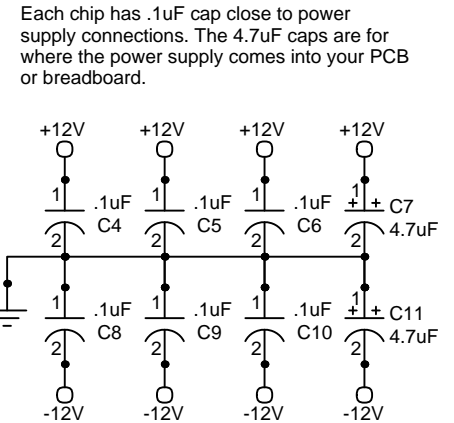 Each chip has .1uF cap close to power
supply connections. The 4.7uF caps are for
where the power supply comes into your PCB
or breadboard.
+12V +12V +12V +12V
1 .1uF 1 .1uF 1 .1uF 1 + + C7
2 C4 2 C5 2 C6 2 4.7uF
1 .1uF 1 .1uF 1 .1uF 1 + + C11
2 C8 2 C9 2 C10 2 4.7uF
-12V -12V -12V -12V